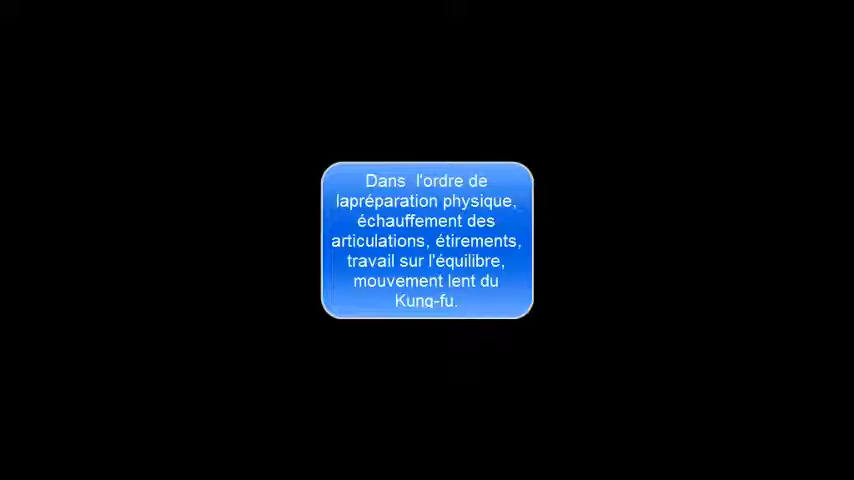 Dans  l'ordre de
lapréparation physique,
échauffement des
articulations, étirements,
travail sur l'équilibre,
mouvement lent du
Kung-fu.